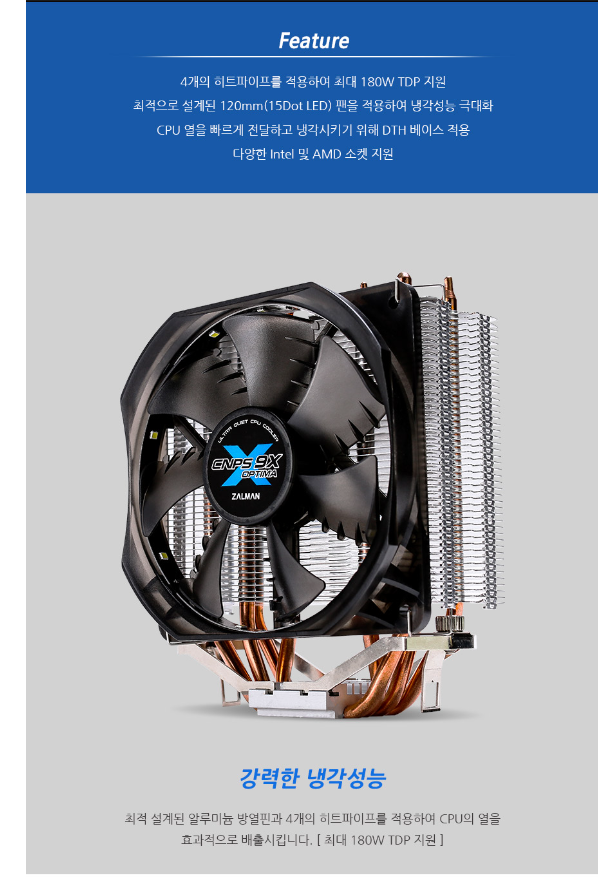 Feature
4개의 히트파이프를 적용하여 최대 180W TDP 지원
최적으로 설계된 120mm(15Dot LED) 팬을 적용하여 냉각성능 극대화
CPU 열을 빠르게 전달하고 냉각시키기 위해 DTH 베이스 적용
다양한 Intel 및 AMD 소켓 지원
ULTRA QUIET CPU COOLER
CNPS 9X
OPTIMA
ZALMAN
강력한 냉각성능
최적 설계된 알루미늄 방열핀과 4개의 히트파이프를 적용하여 CPU의 열을
효과적으로 배출시킵니다. [ 최대 180W TDP 지원 ]